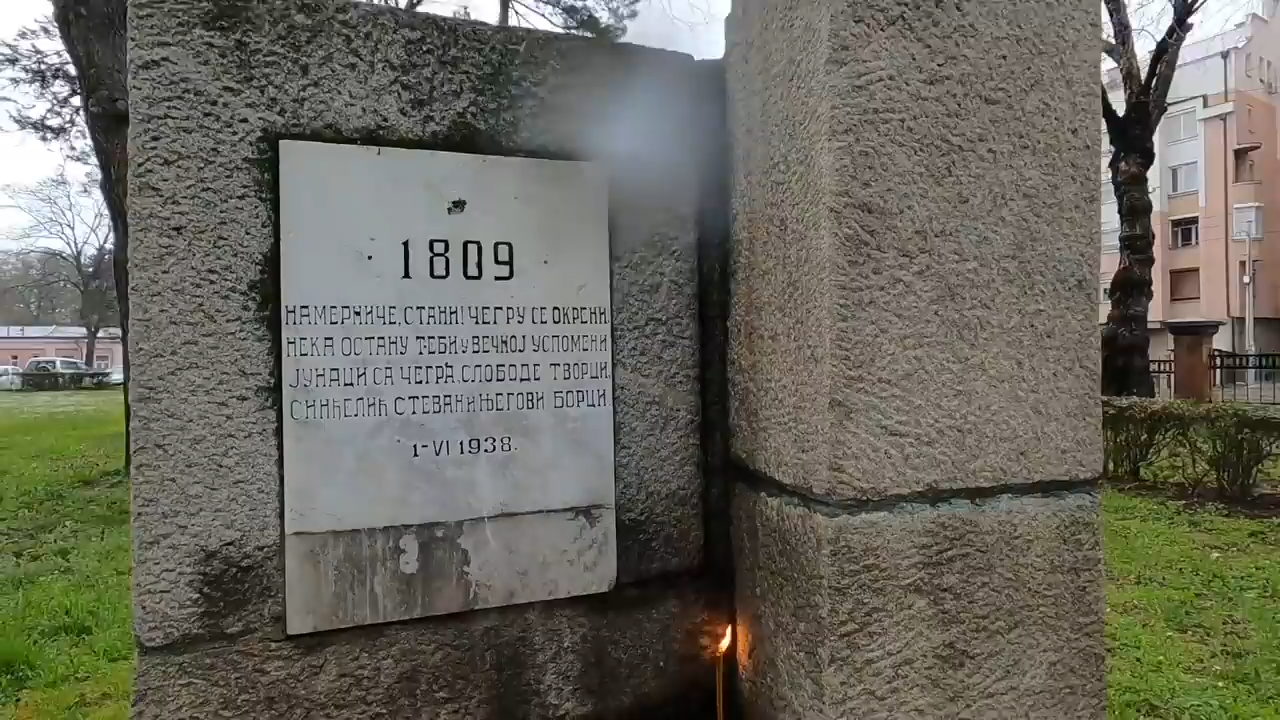 1809
НАМЕРНИЧЕ, СТАНИ! ЧЕГРУ СЕ ОКРЕНИ.
НЕКА ОСТАНУ ТЕБИ У ВЕЧНОЈ УСПОМЕНИ
ЈУНАЦИ СА ЧЕГРА, СЛОБОДЕ ТВОРЦИ,
СИНЂЕЛИЋ СТЕВАН И ЊЕГОВИ БОРЦИ.
1-VI 1938.